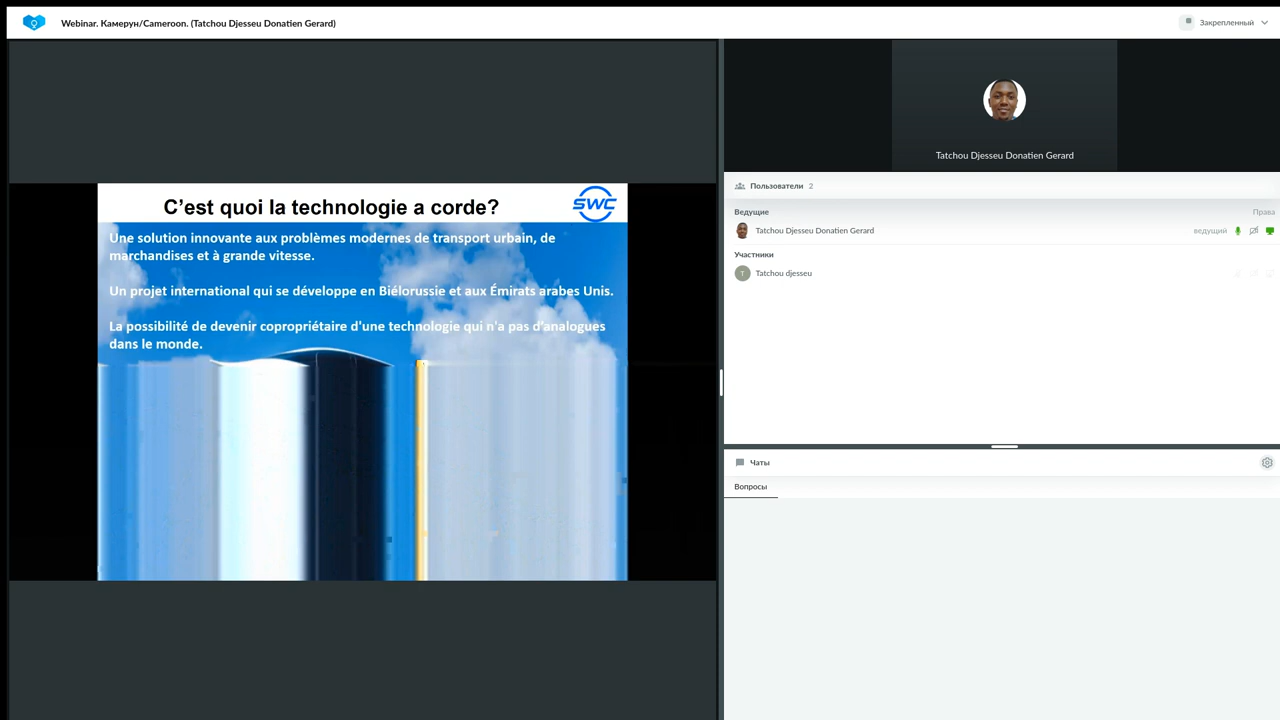 Webinar. Камерун/Cameroon. (Tatchou Djesseu Donatien Gerard)
Закрепленный
C'est quoi la technologie a corde?
SWC
Une solution innovante aux problèmes modernes de transport urbain, de
marchandises et à grande vitesse.
Un projet international qui se développe en Biélorussie et aux Émirats arabes Unis.
La possibilité de devenir copropriétaire d'une technologie qui n'a pas d'analogues
dans le monde.
Tatchou Djesseu Donatien Gerard
Пользователи 2
Ведущие Права
Tatchou Djesseu Donatien Gerard ведущий
Участники
T Tatchou djesseu
Чаты
Вопросы